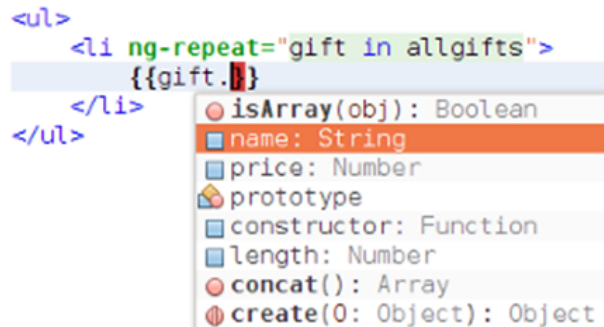 <ul>
<li ng-repeat="gift in allgifts">
{{gift.}}
</li>
</ul>
isArray(obj): Boolean
name: String
price: Number
prototype
constructor: Function
length: Number
concat(): Array
create(O: Object): Object